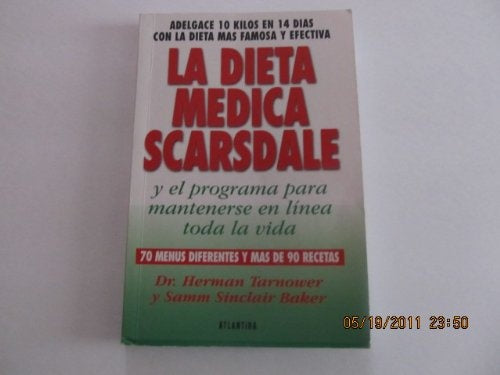 ADELGACE 10 KILOS EN 14 DIAS
CON LA DIETA MAS FAMOSA Y EFECTIVA
LA DIETA
MEDICA
SCARSDALE
y el programa para
mantenerse en línea
toda la vida
70 MENUS DIFERENTES Y MAS DE 90 RECETAS
Dr. Herman Tarnower
y Samm Sinclair Baker
ATLANTIDA
05/19/2011 23:50